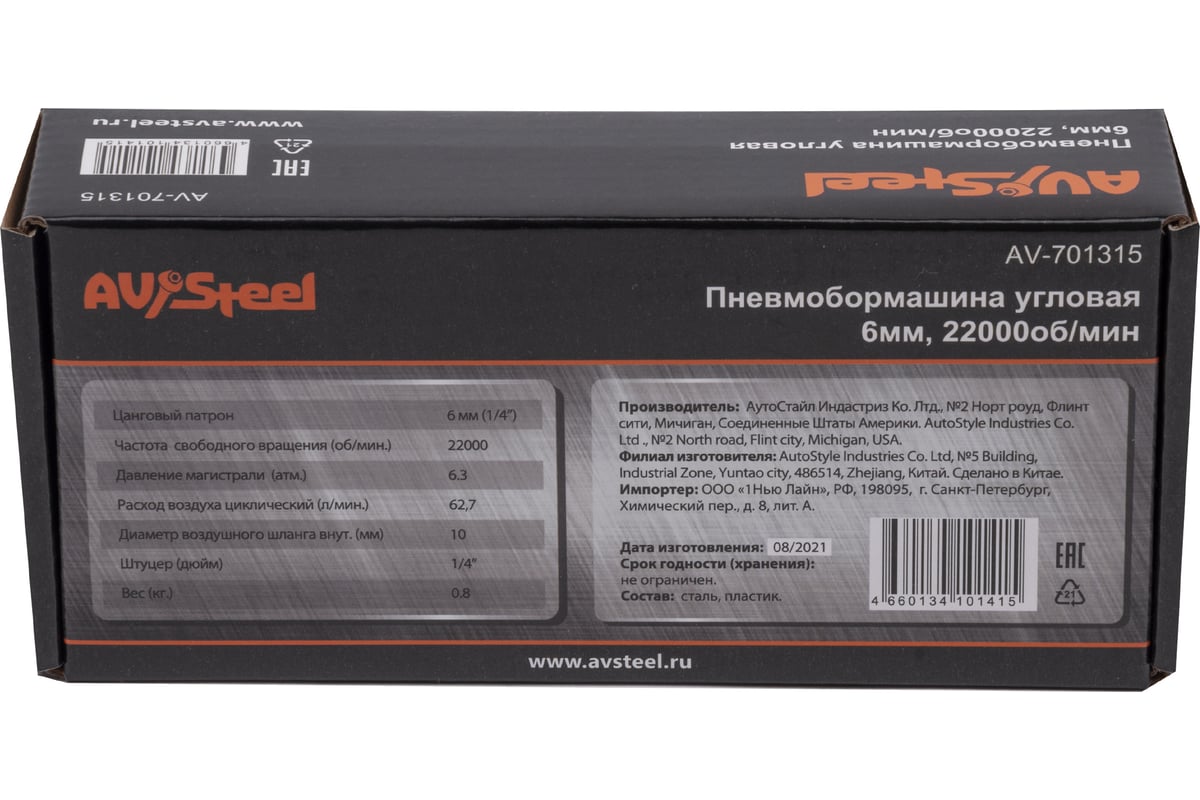 www.avsteel.ru
4 660134 101415
21
EAC
AV-701315
Пневмобормашина угловая
6мм, 22000об/мин
AV Steel
AV Steel
AV-701315
Пневмобормашина угловая
6мм, 22000об/мин
Цанговый патрон 6 мм (1/4”)
Частота свободного вращения (об/мин.) 22000
Давление магистрали (атм.) 6.3
Расход воздуха циклический (л/мин.) 62,7
Диаметр воздушного шланга внут. (мм) 10
Штуцер (дюйм) 1/4”
Вес (кг.) 0.8
Производитель: АутоСтайл Индастриз Ко. Лтд., №2 Норт роуд, Флинт
сити, Мичиган, Соединенные Штаты Америки. AutoStyle Industries Co.
Ltd ., №2 North road, Flint city, Michigan, USA.
Филиал изготовителя: AutoStyle Industries Co. Ltd, №5 Building,
Industrial Zone, Yuntao city, 486514, Zhejiang, Китай. Сделано в Китае.
Импортер: ООО «1Нью Лайн», РФ, 198095, г. Санкт-Петербург,
Химический пер., д. 8, лит. А.
Дата изготовления: 08/2021
Срок годности (хранения):
не ограничен.
Состав: сталь, пластик.
4 660134 101415
EAC
21
www.avsteel.ru